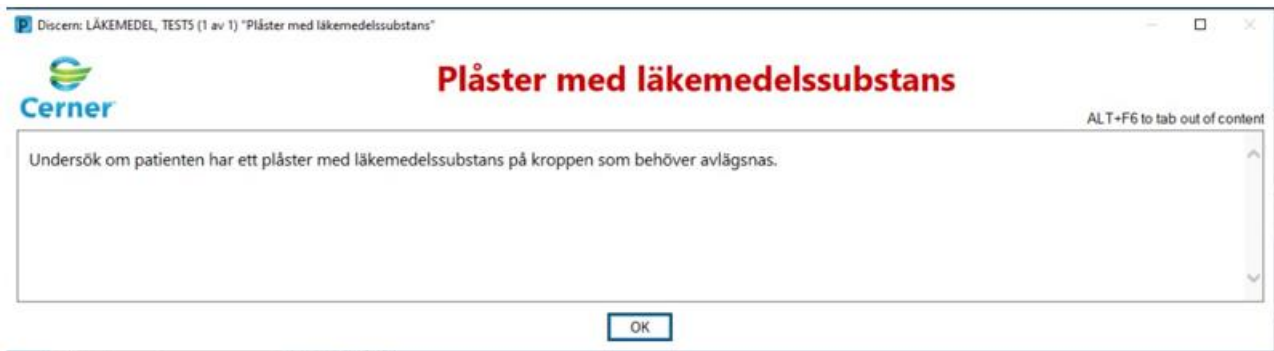 Discern: LÄKEMEDEL, TEST5 (1 av 1) "Plåster med läkemedelssubstans"
Cerner
Plåster med läkemedelssubstans
ALT+F6 to tab out of content
Undersök om patienten har ett plåster med läkemedelssubstans på kroppen som behöver avlägsnas.
OK